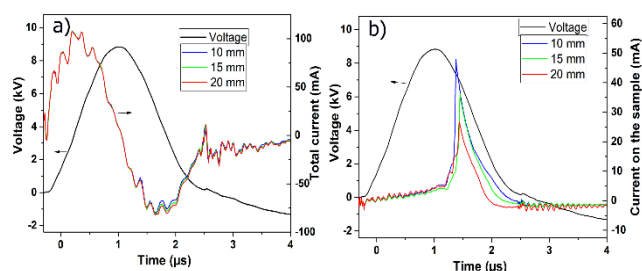 a)
Voltage
10 mm
15 mm
20 mm
Voltage (kV)
10
8
6
4
2
0
-2
Total current (mA)
100
50
0
-50
-100
0 1 2 3 4
Time (µs)
b)
Voltage
10 mm
15 mm
20 mm
Voltage (kV)
10
8
6
4
2
0
-2
Current on the sample (mA)
60
50
40
30
20
10
0
-10
0 1 2 3 4
Time (µs)